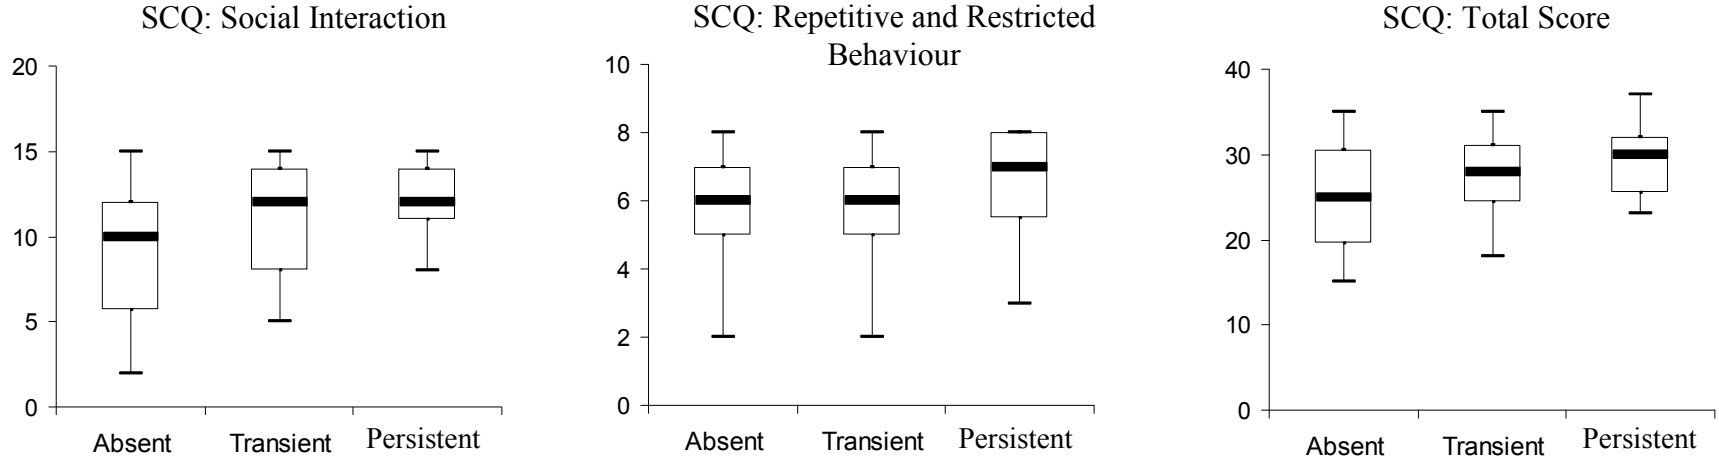 SCQ: Social Interaction
20
15
10
5
0
Absent Transient Persistent
SCQ: Repetitive and Restricted
Behaviour
10
8
6
4
2
0
Absent Transient Persistent
SCQ: Total Score
40
30
20
10
0
Absent Transient Persistent